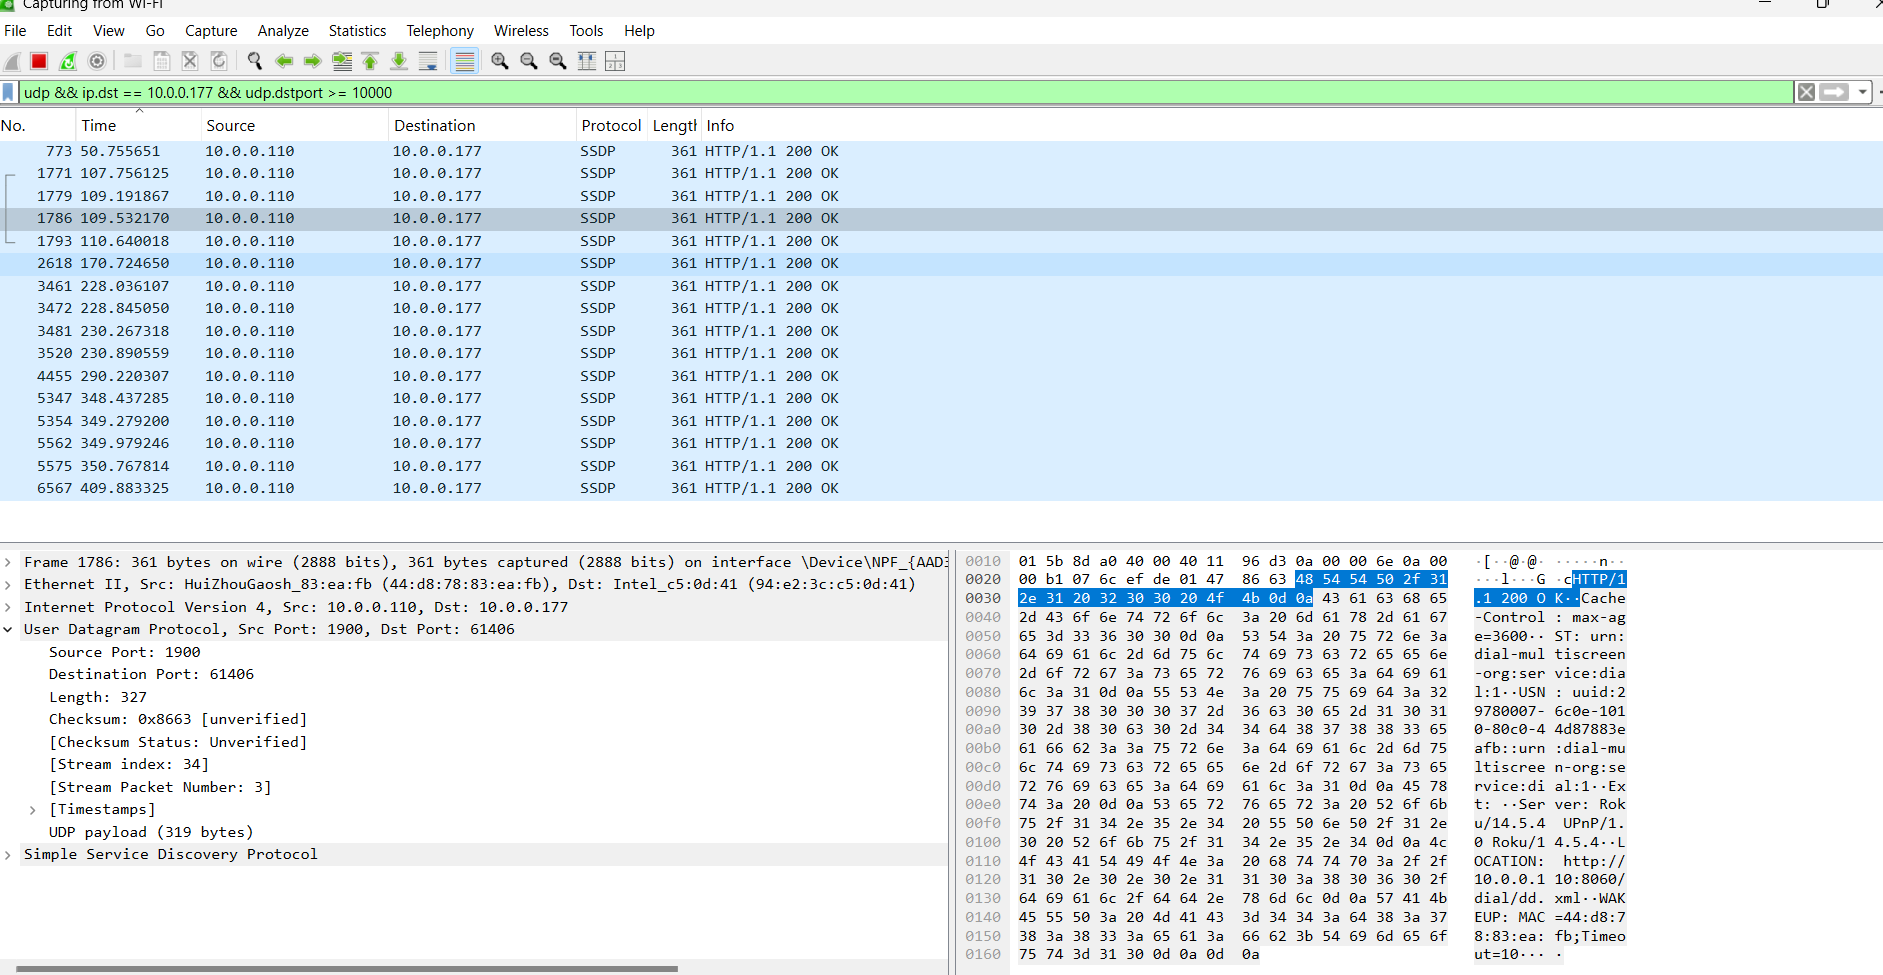 Capturing from Wi-Fi
File Edit View Go Capture Analyze Statistics Telephony Wireless Tools Help
udp && ip.dst == 10.0.0.177 && udp.dstport >= 10000
No. Time Source Destination Protocol Length Info
773 50.755651 10.0.0.110 10.0.0.177 SSDP 361 HTTP/1.1 200 OK
1771 107.756125 10.0.0.110 10.0.0.177 SSDP 361 HTTP/1.1 200 OK
1779 109.191867 10.0.0.110 10.0.0.177 SSDP 361 HTTP/1.1 200 OK
1786 109.532170 10.0.0.110 10.0.0.177 SSDP 361 HTTP/1.1 200 OK
1793 110.640018 10.0.0.110 10.0.0.177 SSDP 361 HTTP/1.1 200 OK
2618 170.724650 10.0.0.110 10.0.0.177 SSDP 361 HTTP/1.1 200 OK
3461 228.036107 10.0.0.110 10.0.0.177 SSDP 361 HTTP/1.1 200 OK
3472 228.845050 10.0.0.110 10.0.0.177 SSDP 361 HTTP/1.1 200 OK
3481 230.267318 10.0.0.110 10.0.0.177 SSDP 361 HTTP/1.1 200 OK
3520 230.890559 10.0.0.110 10.0.0.177 SSDP 361 HTTP/1.1 200 OK
4455 290.220307 10.0.0.110 10.0.0.177 SSDP 361 HTTP/1.1 200 OK
5347 348.437285 10.0.0.110 10.0.0.177 SSDP 361 HTTP/1.1 200 OK
5354 349.279200 10.0.0.110 10.0.0.177 SSDP 361 HTTP/1.1 200 OK
5562 349.979246 10.0.0.110 10.0.0.177 SSDP 361 HTTP/1.1 200 OK
5575 350.767814 10.0.0.110 10.0.0.177 SSDP 361 HTTP/1.1 200 OK
6567 409.883325 10.0.0.110 10.0.0.177 SSDP 361 HTTP/1.1 200 OK
Frame 1786: 361 bytes on wire (2888 bits), 361 bytes captured (2888 bits) on interface \Device\NPF_{AAD3
Ethernet II, Src: HuiZhouGaosh_83:ea:fb (44:d8:78:83:ea:fb), Dst: Intel_c5:0d:41 (94:e2:3c:c5:0d:41)
Internet Protocol Version 4, Src: 10.0.0.110, Dst: 10.0.0.177
User Datagram Protocol, Src Port: 1900, Dst Port: 61406
Source Port: 1900
Destination Port: 61406
Length: 327
Checksum: 0x8663 [unverified]
[Checksum Status: Unverified]
[Stream index: 34]
[Stream Packet Number: 3]
[Timestamps]
UDP payload (319 bytes)
Simple Service Discovery Protocol
0010 01 5b 8d a0 40 00 40 11 96 d3 0a 00 00 6e 0a 00 ·[··@·@· ·····n··
0020 00 b1 07 6c ef de 01 47 86 63 48 54 54 50 2f 31 ···l···G ·cHTTP/1
0030 2e 31 20 32 30 30 20 4f 4b 0d 0a 43 61 63 68 65 .1 200 O K··Cache
0040 2d 43 6f 6e 74 72 6f 6c 3a 20 6d 61 78 2d 61 67 -Control : max-ag
0050 65 3d 33 36 30 30 0d 0a 53 54 3a 20 75 72 6e 3a e=3600·· ST: urn:
0060 64 69 61 6c 2d 6d 75 6c 74 69 73 63 72 65 65 6e dial-mul tiscreen
0070 2d 6f 72 67 3a 73 65 72 76 69 63 65 3a 64 69 61 -org:ser vice:dia
0080 6c 3a 31 0d 0a 55 53 4e 3a 20 75 75 69 64 3a 32 l:1··USN : uuid:2
0090 39 37 38 30 30 30 37 2d 36 63 30 65 2d 31 30 31 9780007- 6c0e-101
00a0 30 2d 38 30 63 30 2d 34 34 64 38 37 38 38 33 65 0-80c0-4 4d87883e
00b0 61 66 62 3a 3a 75 72 6e 3a 64 69 61 6c 2d 6d 75 afb::urn :dial-mu
00c0 6c 74 69 73 63 72 65 65 6e 2d 6f 72 67 3a 73 65 ltiscree n-org:se
00d0 72 76 69 63 65 3a 64 69 61 6c 3a 31 0d 0a 45 78 rvice:di al:1··Ex
00e0 74 3a 20 0d 0a 53 65 72 76 65 72 3a 20 52 6f 6b t: ··Ser ver: Rok
00f0 75 2f 31 34 2e 35 2e 34 20 55 50 6e 50 2f 31 2e u/14.5.4 UPnP/1.
0100 30 20 52 6f 6b 75 2f 31 34 2e 35 2e 34 0d 0a 4c 0 Roku/1 4.5.4··L
0110 4f 43 41 54 49 4f 4e 3a 20 68 74 74 70 3a 2f 2f OCATION: http://
0120 31 30 2e 30 2e 30 2e 31 31 30 3a 38 30 36 30 2f 10.0.0.1 10:8060/
0130 64 69 61 6c 2f 64 64 2e 78 6d 6c 0d 0a 57 41 4b dial/dd. xml··WAK
0140 45 55 50 3a 20 4d 41 43 3d 34 34 3a 64 38 3a 37 EUP: MAC =44:d8:7
0150 38 3a 38 33 3a 65 61 3a 66 62 3b 54 69 6d 65 6f 8:83:ea: fb;Timeo
0160 75 74 3d 31 30 0d 0a 0d 0a ut=10··· ·